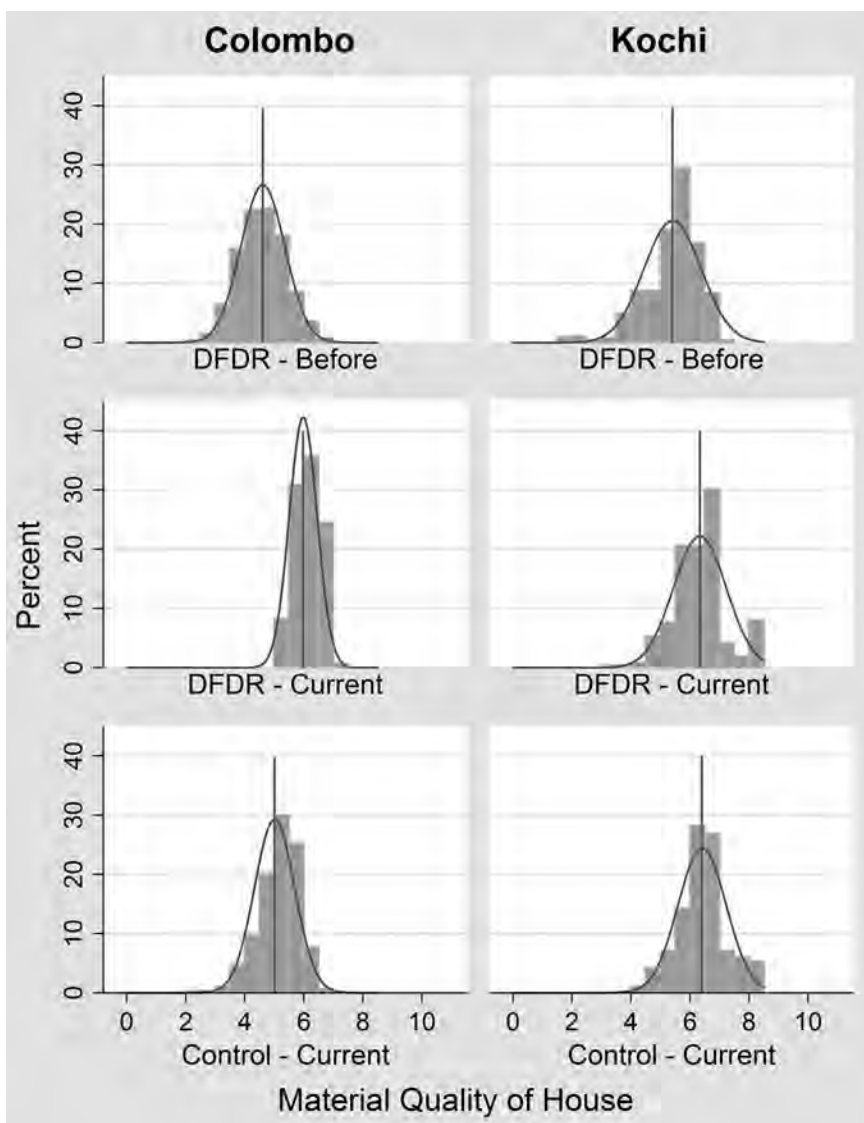 Colombo Kochi
40
30
20
10
0
DFDR - Before DFDR - Before
40
30
20
10
0
DFDR - Current DFDR - Current
Percent
40
30
20
10
0
0 2 4 6 8 10 0 2 4 6 8 10
Control - Current Control - Current
Material Quality of House